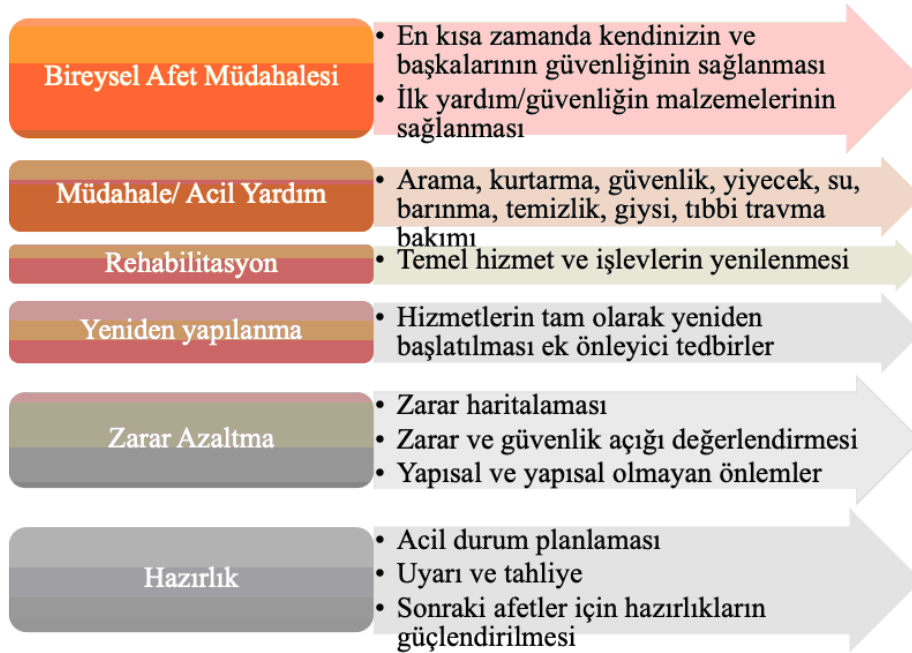 Bireysel Afet Müdahalesi
• En kısa zamanda kendinizin ve
başkalarının güvenliğinin sağlanması
• İlk yardım/güvenliğin malzemelerinin
sağlanması
Müdahale/ Acil Yardım
• Arama, kurtarma, güvenlik, yiyecek, su,
barınma, temizlik, giysi, tıbbi travma
bakımı
Rehabilitasyon
• Temel hizmet ve işlevlerin yenilenmesi
Yeniden yapılanma
• Hizmetlerin tam olarak yeniden
başlatılması ek önleyici tedbirler
Zarar Azaltma
• Zarar haritalaması
• Zarar ve güvenlik açığı değerlendirmesi
• Yapısal ve yapısal olmayan önlemler
Hazırlık
• Acil durum planlaması
• Uyarı ve tahliye
• Sonraki afetler için hazırlıkların
güçlendirilmesi